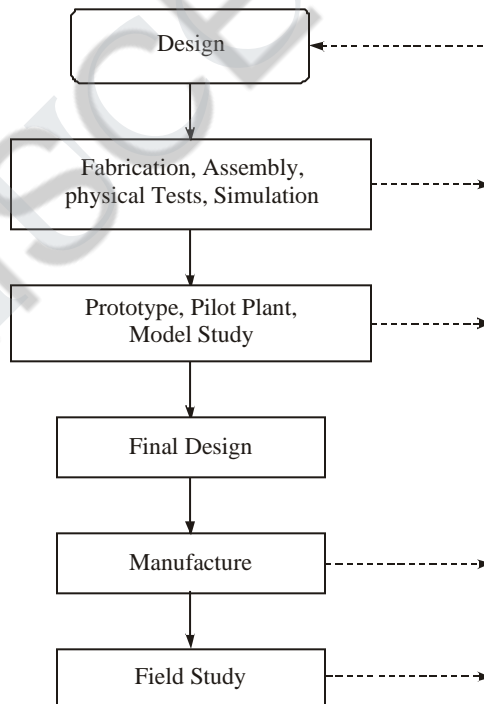 Design
Fabrication, Assembly,
physical Tests, Simulation
Prototype, Pilot Plant,
Model Study
Final Design
Manufacture
Field Study